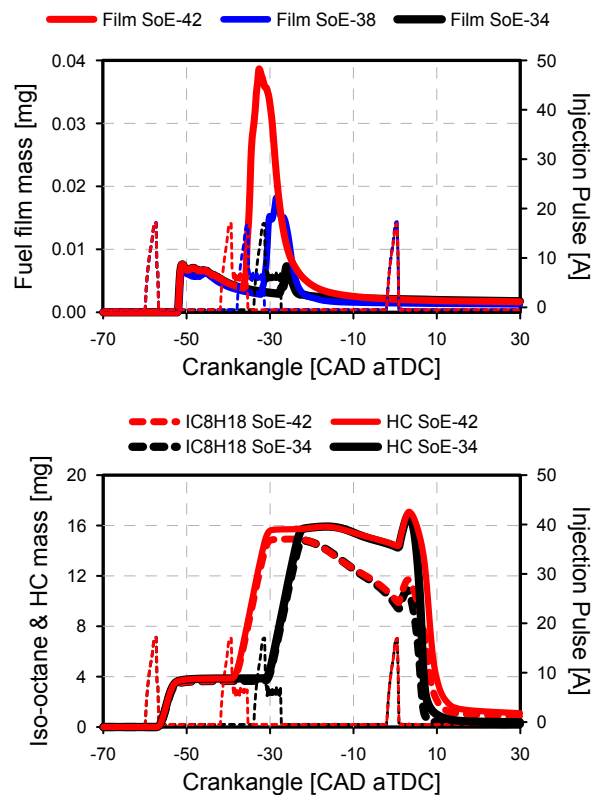 Film SoE-42 Film SoE-38 Film SoE-34
0.04 50
0.03 40
30
0.02
20
0.01 10
0.00 0
-70 -50 -30 -10 10 30
Fuel film mass [mg]
Injection Pulse [A]
Crankangle [CAD aTDC]
IC8H18 SoE-42 HC SoE-42
IC8H18 SoE-34 HC SoE-34
20 50
16 40
12 30
8 20
4 10
0 0
-70 -50 -30 -10 10 30
Iso-octane & HC mass [mg]
Injection Pulse [A]
Crankangle [CAD aTDC]